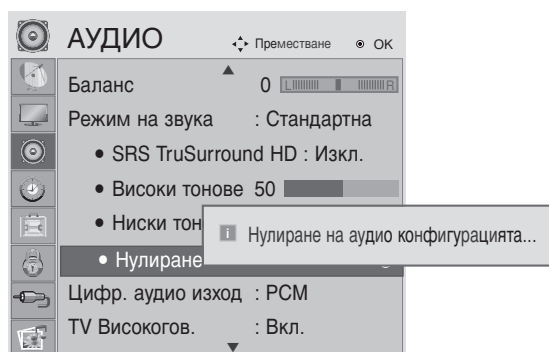 АУДИО Преместване OK
Баланс 0 L R
Режим на звука : Стандартна
• SRS TruSurround HD : Изкл.
• Високи тонове 50
• Ниски тон
i Нулиране на аудио конфигурацията...
• Нулиране
Цифр. аудио изход : PCM
TV Високогов. : Вкл.